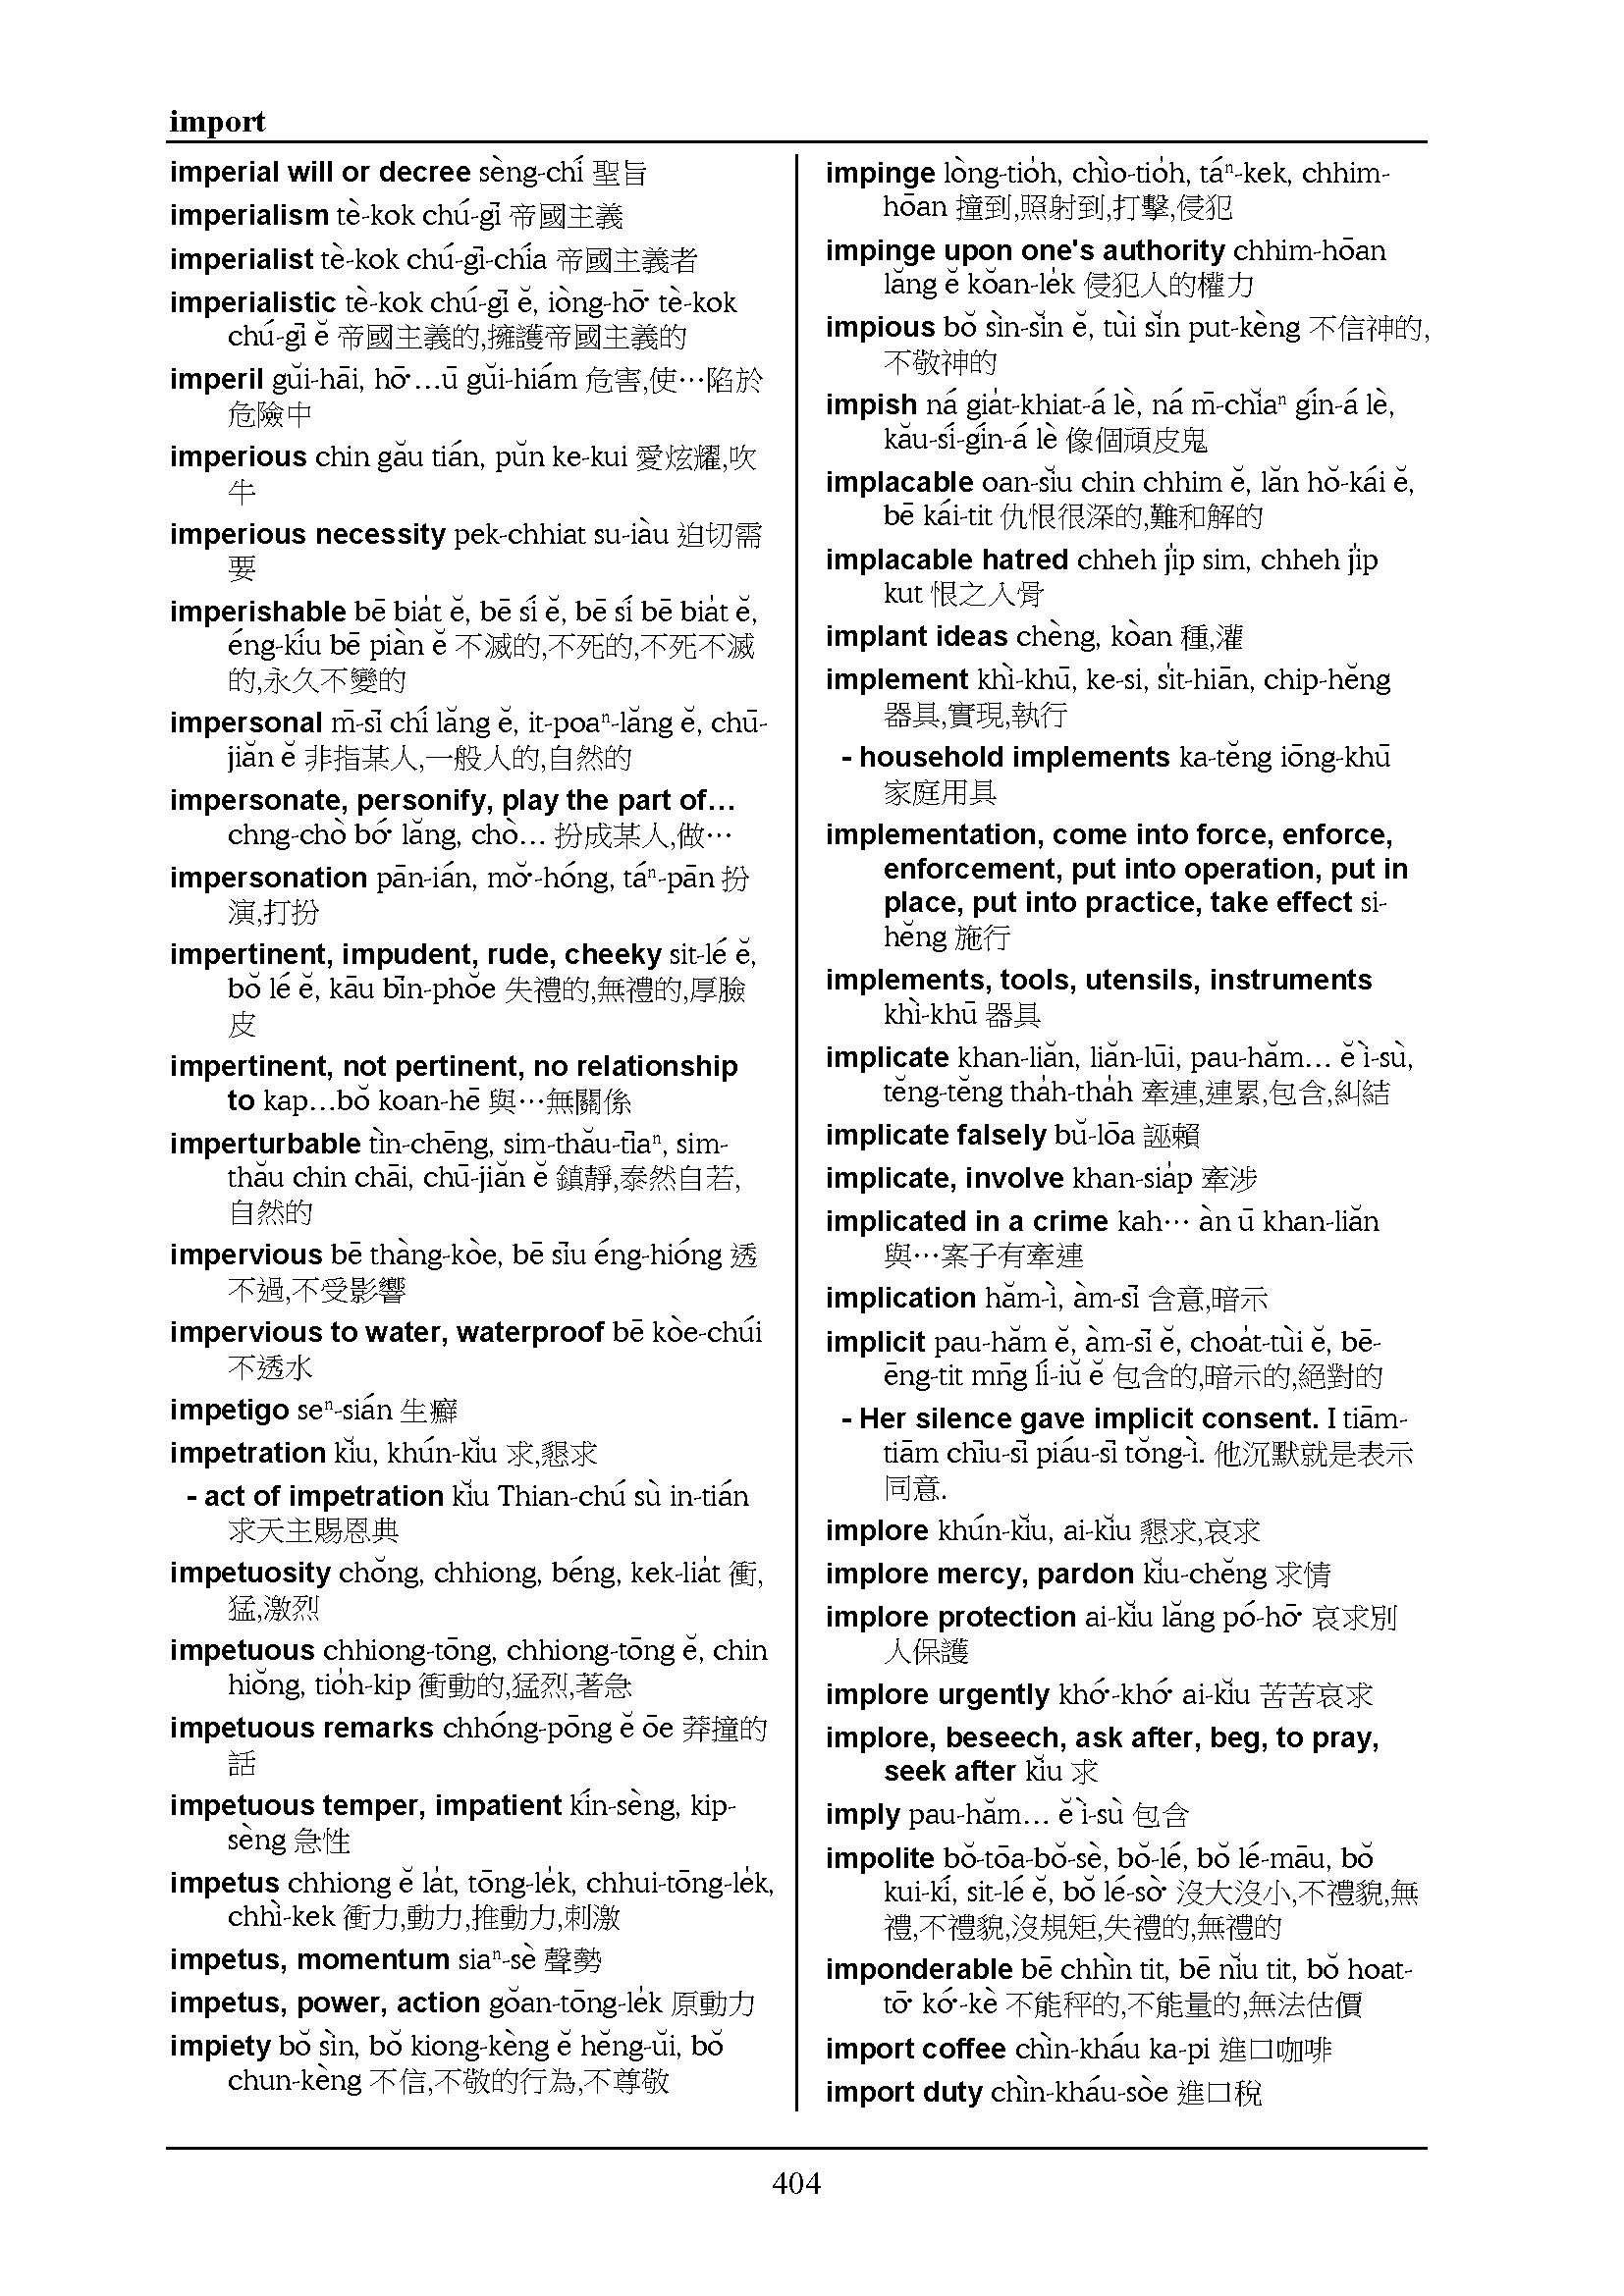 import
imperial will or decree sèng-chí 聖旨
imperialism tè-kok chú-gī 帝國主義
imperialist tè-kok chú-gī-chía 帝國主義者
imperialistic tè-kok chú-gī ĕ, iòng-hō͘ tè-kok
chú-gī ĕ 帝國主義的,擁護帝國主義的
imperil gŭi-hāi, hō͘…ū gŭi-hiám 危害,使…陷於
危險中
imperious chin gău tián, pŭn ke-kui 愛炫耀,吹
牛
imperious necessity pek-chhiat su-iàu 迫切需
要
imperishable bē bia̍t ĕ, bē sí ĕ, bē sí bē bia̍t ĕ,
éng-kíu bē piàn ĕ 不滅的,不死的,不死不滅
的,永久不變的
impersonal m̄-sī chí lăng ĕ, it-poaⁿ-lăng ĕ, chū-
jiăn ĕ 非指某人,一般人的,自然的
impersonate, personify, play the part of…
chng-chò bó͘ lăng, chò… 扮成某人,做…
impersonation pān-ián, mŏ͘-hóng, táⁿ-pān 扮
演,打扮
impertinent, impudent, rude, cheeky sit-lé ĕ,
bŏ lé ĕ, kāu bīn-phŏe 失禮的,無禮的,厚臉
皮
impertinent, not pertinent, no relationship
to kap…bŏ koan-hē 與…無關係
imperturbable tìn-chēng, sim-thău-tīaⁿ, sim-
thău chin chāi, chū-jiăn ĕ 鎮靜,泰然自若,
自然的
impervious bē thàng-kòe, bē sīu éng-hióng 透
不過,不受影響
impervious to water, waterproof bē kòe-chúi
不透水
impetigo seⁿ-sián 生癬
impetration kĭu, khún-kĭu 求,懇求
- act of impetration kĭu Thian-chú sù in-tián
求天主賜恩典
impetuosity chŏng, chhiong, béng, kek-lia̍t 衝,
猛,激烈
impetuous chhiong-tōng, chhiong-tōng ĕ, chin
hiŏng, tio̍h-kip 衝動的,猛烈,著急
impetuous remarks chhóng-pōng ĕ ōe 莽撞的
話
impetuous temper, impatient kín-sèng, kip-
sèng 急性
impetus chhiong ĕ la̍t, tōng-le̍k, chhui-tōng-le̍k,
chhì-kek 衝力,動力,推動力,刺激
impetus, momentum siaⁿ-sè 聲勢
impetus, power, action gŏan-tōng-le̍k 原動力
impiety bŏ sìn, bŏ kiong-kèng ĕ hĕng-ŭi, bŏ
chun-kèng 不信,不敬的行為,不尊敬
impinge lòng-tio̍h, chìo-tio̍h, táⁿ-kek, chhim-
hōan 撞到,照射到,打擊,侵犯
impinge upon one's authority chhim-hōan
lăng ĕ kŏan-le̍k 侵犯人的權力
impious bŏ sìn-sĭn ĕ, tùi sĭn put-kèng 不信神的,
不敬神的
impish ná gia̍t-khiat-á lè, ná m̄-chĭaⁿ gín-á lè,
kău-sí-gín-á lè 像個頑皮鬼
implacable oan-sĭu chin chhim ĕ, lăn hŏ-kái ĕ,
bē kái-tit 仇恨很深的,難和解的
implacable hatred chheh ji̍p sim, chheh ji̍p
kut 恨之入骨
implant ideas chèng, kòan 種,灌
implement khì-khū, ke-si, si̍t-hiān, chip-hĕng
器具,實現,執行
- household implements ka-tĕng iōng-khū
家庭用具
implementation, come into force, enforce,
enforcement, put into operation, put in
place, put into practice, take effect si-
hĕng 施行
implements, tools, utensils, instruments
khì-khū 器具
implicate khan-liăn, liăn-lūi, pau-hăm… ĕ ì-sù,
tĕng-tĕng tha̍h-tha̍h 牽連,連累,包含,糾結
implicate falsely bŭ-lōa 誣賴
implicate, involve khan-sia̍p 牽涉
implicated in a crime kah… àn ū khan-liăn
與…案子有牽連
implication hăm-ì, àm-sī 含意,暗示
implicit pau-hăm ĕ, àm-sī ĕ, choa̍t-tùi ĕ, bē-
ēng-tit mn̄g lí-iŭ ĕ 包含的,暗示的,絕對的
- Her silence gave implicit consent. I tiām-
tiām chīu-sī piáu-sī tŏng-ì. 他沉默就是表示
同意.
implore khún-kĭu, ai-kĭu 懇求,哀求
implore mercy, pardon kĭu-chĕng 求情
implore protection ai-kĭu lăng pó-hō͘ 哀求別
人保護
implore urgently khó͘-khó͘ ai-kĭu 苦苦哀求
implore, beseech, ask after, beg, to pray,
seek after kĭu 求
imply pau-hăm… ĕ ì-sù 包含
impolite bŏ-tōa-bŏ-sè, bŏ-lé, bŏ lé-māu, bŏ
kui-kí, sit-lé ĕ, bŏ lé-sò͘ 沒大沒小,不禮貌,無
禮,不禮貌,沒規矩,失禮的,無禮的
imponderable bē chhìn tit, bē nĭu tit, bŏ hoat-
tō͘ kó͘-kè 不能秤的,不能量的,無法估價
import coffee chìn-kháu ka-pi 進口咖啡
import duty chìn-kháu-sòe 進口稅
404